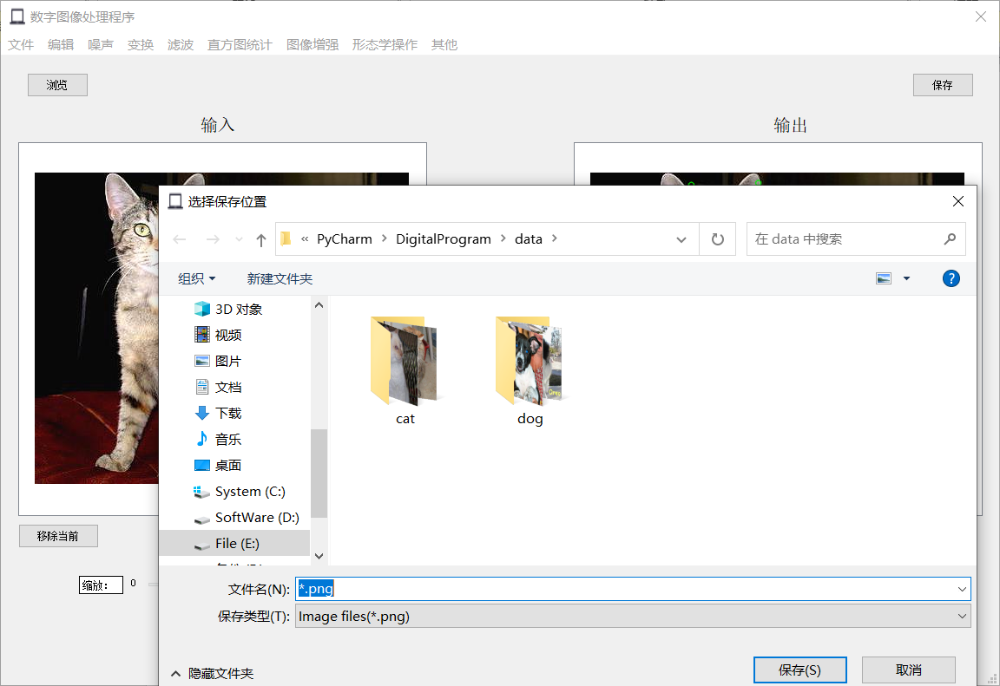 数字图像处理程序
文件 编辑 噪声 变换 滤波 直方图统计 图像增强 形态学操作 其他
浏览 保存
输入 输出
选择保存位置
« PyCharm › DigitalProgram › data ›
在 data 中搜索
组织 新建文件夹
3D 对象
视频
图片
文档
下载
音乐
桌面
System (C:)
SoftWare (D:)
File (E:)
cat dog
移除当前
缩放: 0
文件名(N): *.png
保存类型(T): Image files(*.png)
隐藏文件夹 保存(S) 取消